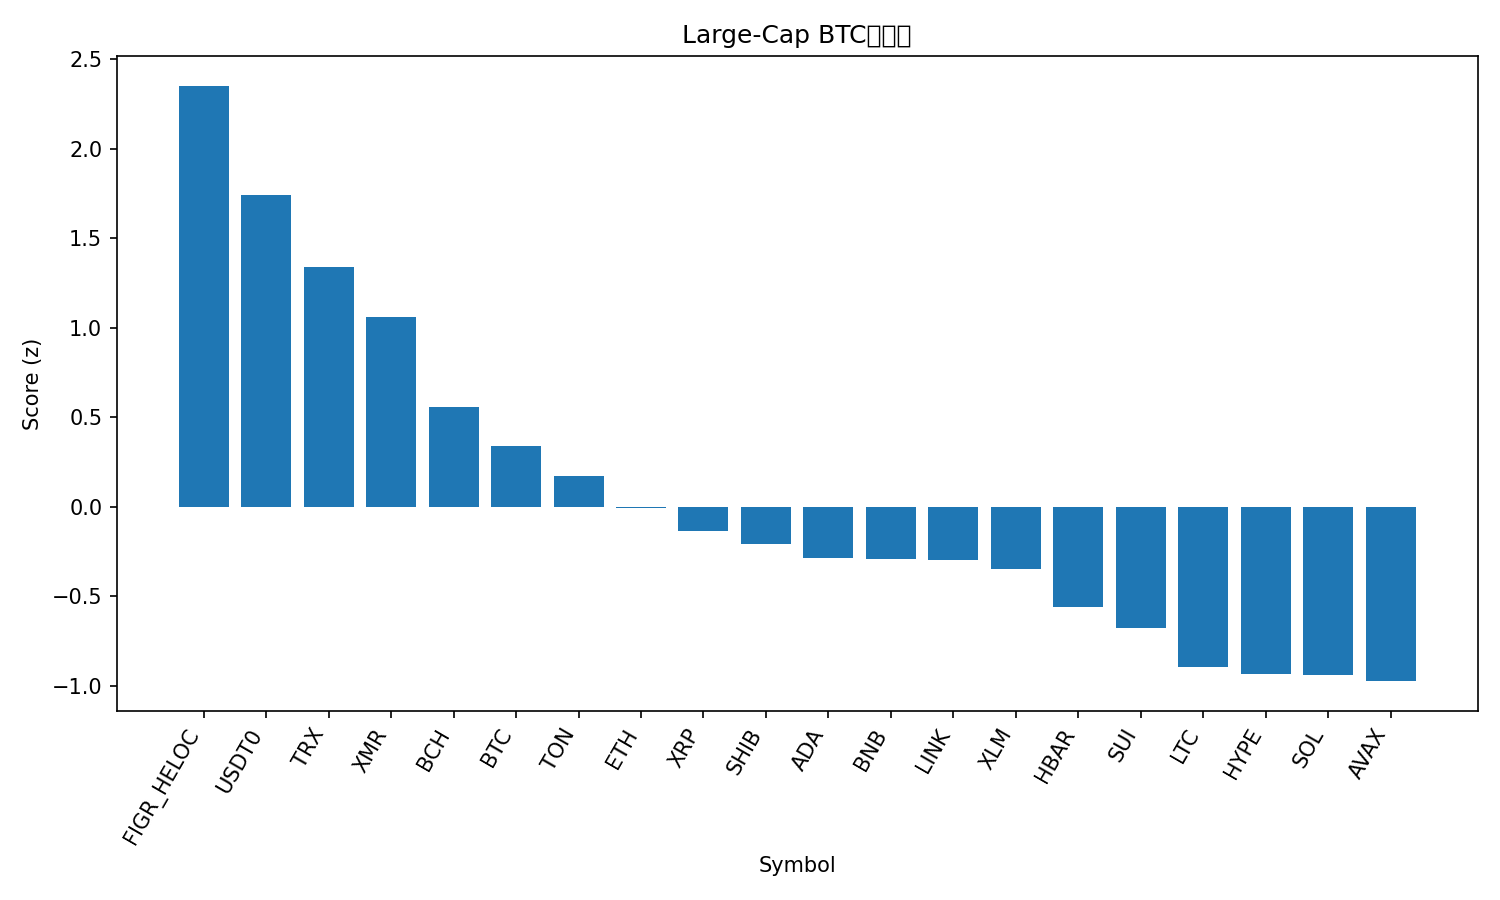 Large-Cap BTC
Score (z)
2.5
2.0
1.5
1.0
0.5
0.0
−0.5
−1.0
FIGR_HELOC
USDT0
TRX
XMR
BCH
BTC
TON
ETH
XRP
SHIB
ADA
BNB
LINK
XLM
HBAR
SUI
LTC
HYPE
SOL
AVAX
Symbol